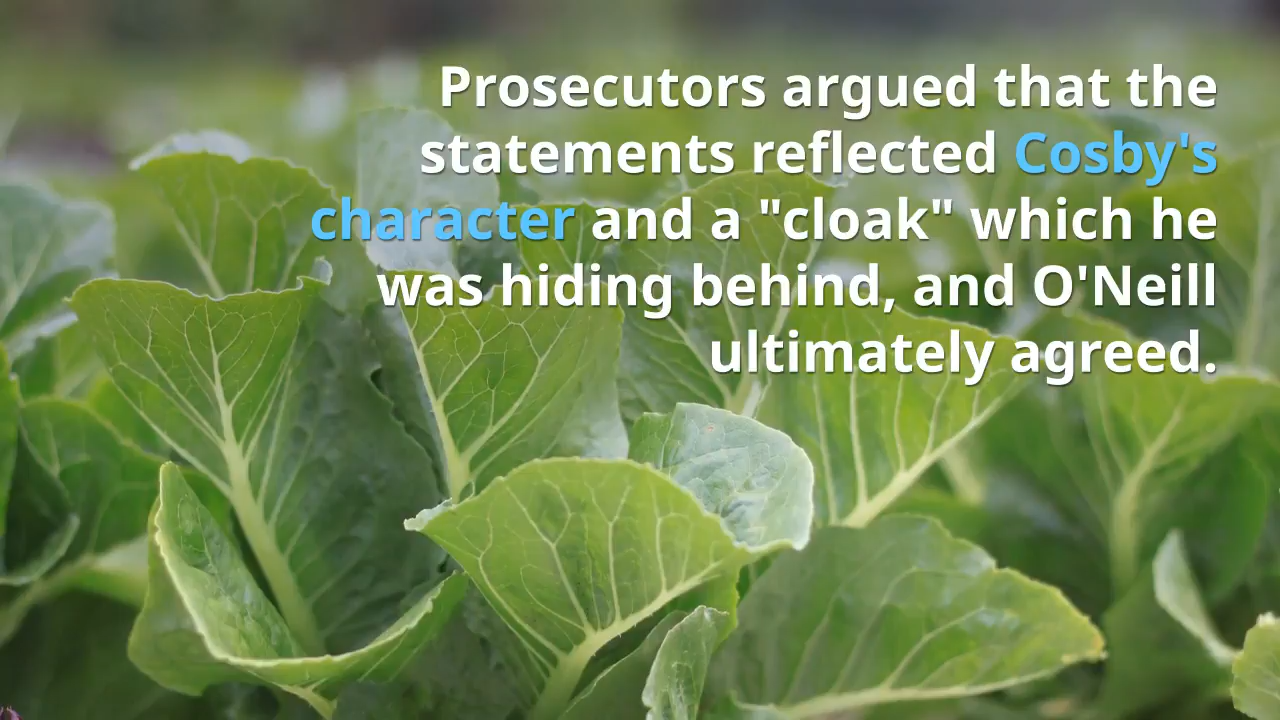 Prosecutors argued that the
statements reflected Cosby's
character and a "cloak" which he
was hiding behind, and O'Neill
ultimately agreed.